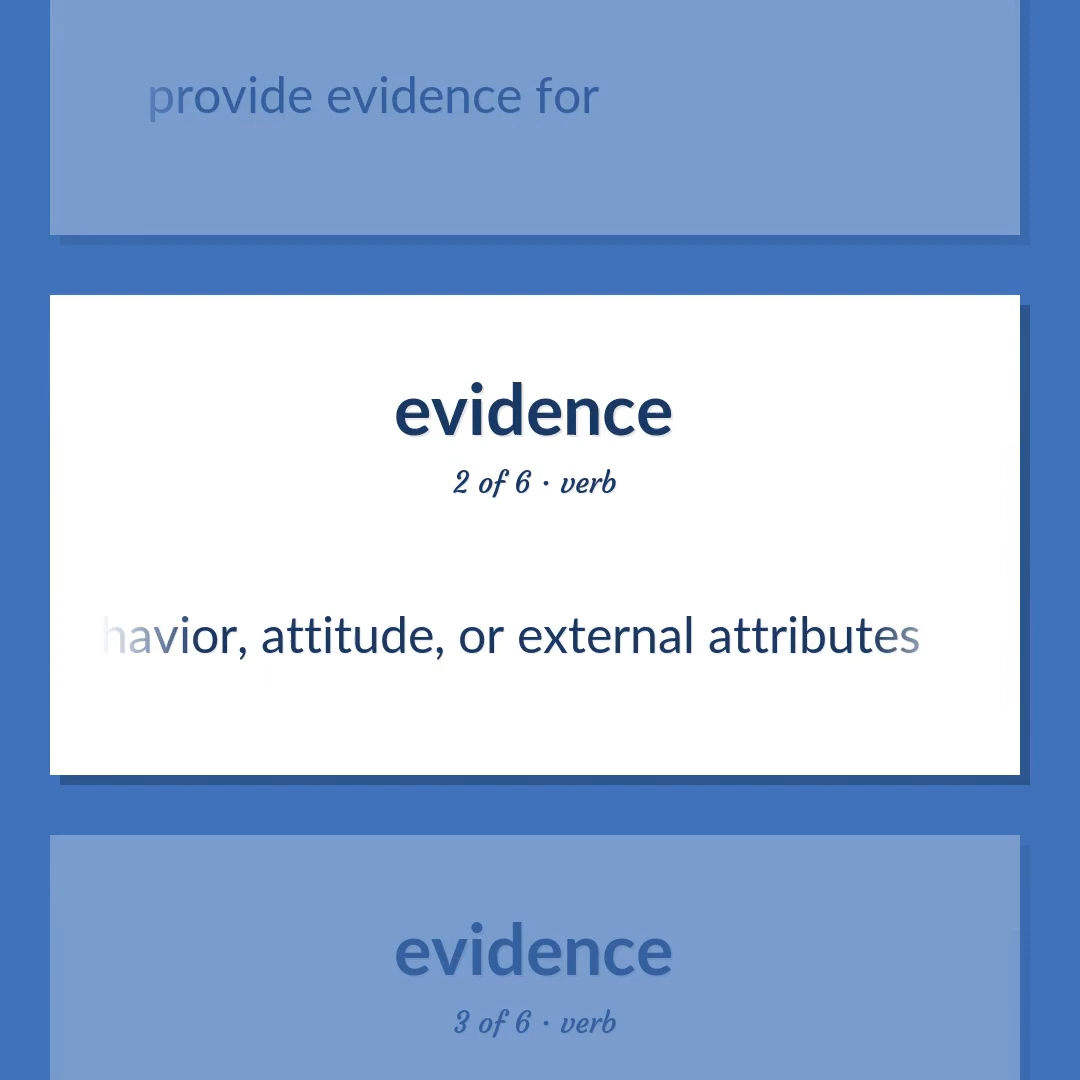 provide evidence for
evidence
2 of 6 · verb
havior, attitude, or external attributes
evidence
3 of 6 · verb